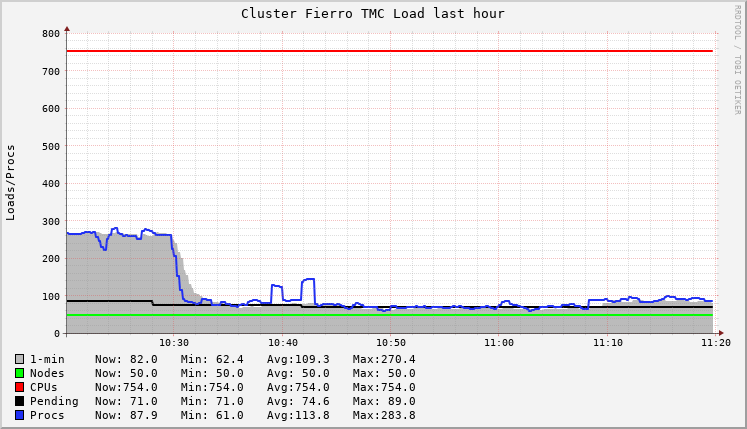 Cluster Fierro TMC Load last hour
RRDTOOL / TOBI OETIKER
Loads/Procs
800
700
600
500
400
300
200
100
0
10:30 10:40 10:50 11:00 11:10 11:20
1-min Now: 82.0 Min: 62.4 Avg:109.3 Max:270.4
Nodes Now: 50.0 Min: 50.0 Avg: 50.0 Max: 50.0
CPUs Now:754.0 Min:754.0 Avg:754.0 Max:754.0
Pending Now: 71.0 Min: 71.0 Avg: 74.6 Max: 89.0
Procs Now: 87.9 Min: 61.0 Avg:113.8 Max:283.8